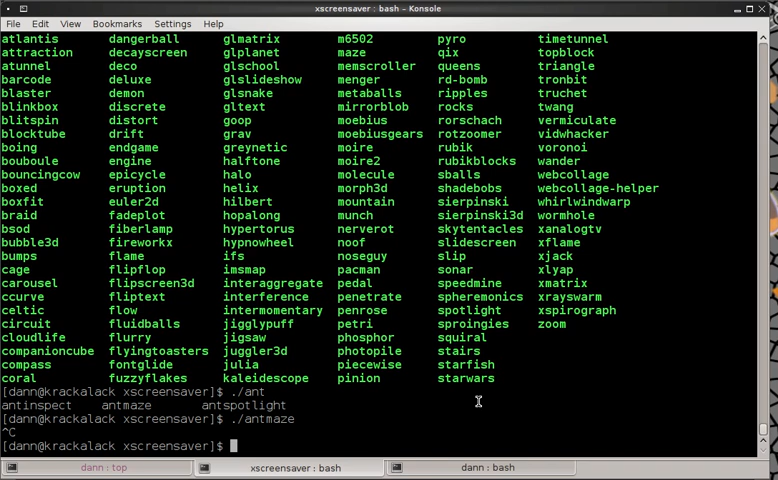 xscreensaver : bash - Konsole
File Edit View Bookmarks Settings Help
atlantis dangerball glmatrix m6502 pyro timetunnel
attraction decayscreen glplanet maze qix topblock
atunnel deco glschool memscroller queens triangle
barcode deluxe glslideshow menger rd-bomb tronbit
blaster demon glsnake metaballs ripples truchet
blinkbox discrete gltext mirrorblob rocks twang
blitspin distort goop moebius rorschach vermiculate
blocktube drift grav moebiusgears rotzoomer vidwhacker
boing endgame greynetic moire rubik voronoi
bouboule engine halftone moire2 rubikblocks wander
bouncingcow epicycle halo molecule sballs webcollage
boxed eruption helix morph3d shadebobs webcollage-helper
boxfit euler2d hilbert mountain sierpinski whirlwindwarp
braid fadeplot hopalong munch sierpinski3d wormhole
bsod fiberlamp hypertorus nerverot skytentacles xanalogtv
bubble3d fireworkx hypnowheel noof slidescreen xflame
bumps flame ifs noseguy slip xjack
cage flipflop imsmap pacman sonar xlyap
carousel flipscreen3d interaggregate pedal speedmine xmatrix
ccurve fliptext interference penetrate spheremonics xrayswarm
celtic flow intermomentary penrose spotlight xspirograph
circuit fluidballs jigglypuff petri sproingies zoom
cloudlife flurry jigsaw phosphor squiral
companioncube flyingtoasters juggler3d photopile stairs
compass fontglide julia piecewise starfish
coral fuzzyflakes kaleidescope pinion starwars
[dann@krackalack xscreensaver]$ ./ant
antinspect antmaze antspotlight
[dann@krackalack xscreensaver]$ ./antmaze
^C
[dann@krackalack xscreensaver]$
dann : top xscreensaver : bash dann : bash